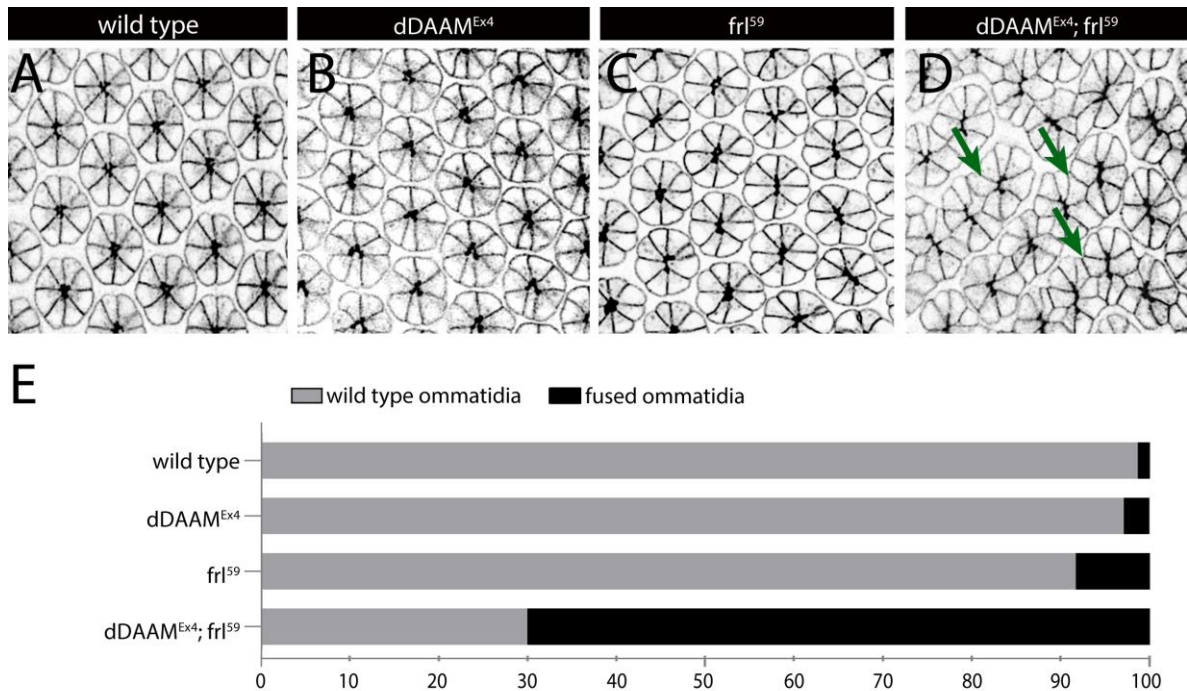 wild type dDAAM^Ex4 frl^59 dDAAM^Ex4; frl^59
A B C D
E
wild type ommatidia fused ommatidia
wild type
dDAAM^Ex4
frl^59
dDAAM^Ex4; frl^59
0 10 20 30 40 50 60 70 80 90 100